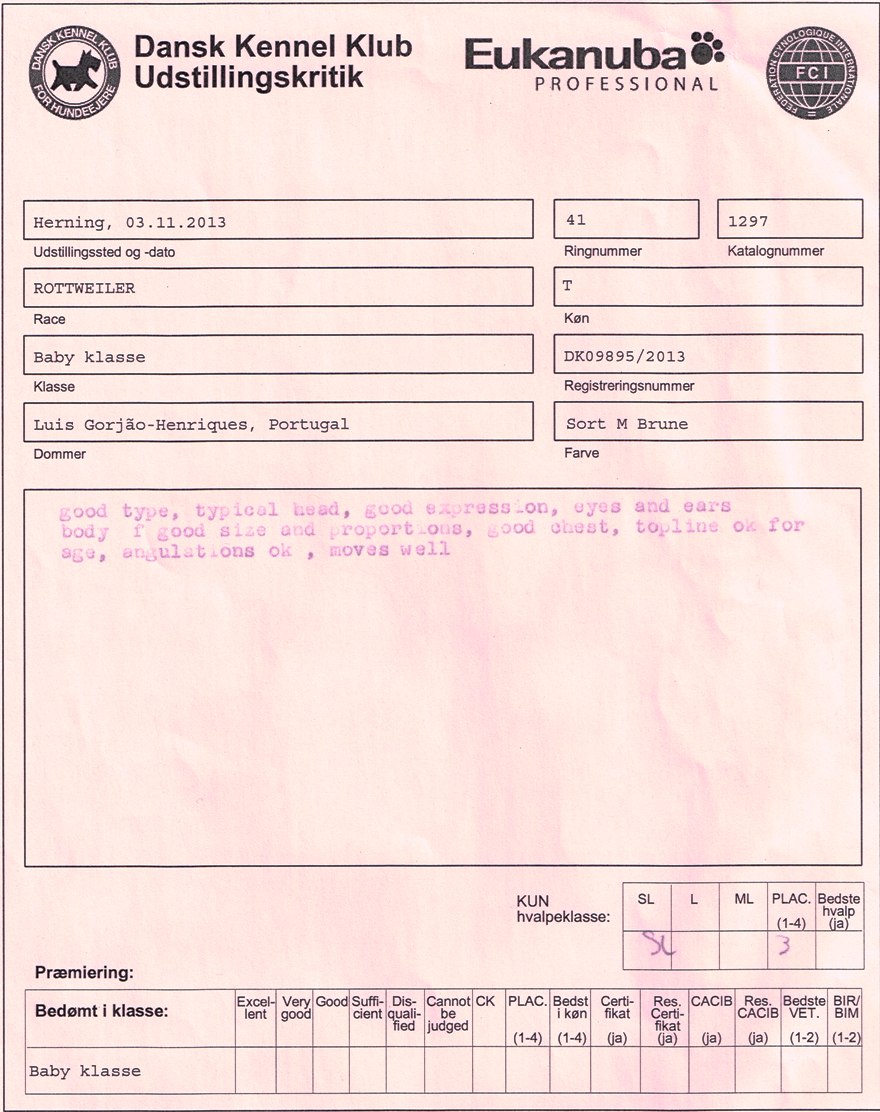 DANSK KENNEL KLUB
FOR HUNDEEJERE
Dansk Kennel Klub
Udstillingskritik
Eukanuba
PROFESSIONAL
FEDERATION CYNOLOGIQUE INTERNATIONALE
FCI
Herning, 03.11.2013
41
1297
Udstillingssted og -dato
Ringnummer
Katalognummer
ROTTWEILER
T
Race
Køn
Baby klasse
DK09895/2013
Klasse
Registreringsnummer
Luis Gorjão-Henriques, Portugal
Sort M Brune
Dommer
Farve
good type, typical head, good expression, eyes and ears
body f good size and proportions, good chest, topline ok for
age, angulations ok , moves well
KUN
hvalpeklasse:
SL L ML PLAC. (1-4) Bedste hvalp (ja)
SL 3
Præmiering:
Bedømt i klasse: Excel-lent Very good Good Suffi-cient Dis-quali-fied Cannot be judged CK PLAC. (1-4) Bedst i køn (1-4) Certi-fikat (ja) Res. Certi-fikat (ja) CACIB (ja) Res. CACIB (ja) Bedste VET. (1-2) BIR/BIM (1-2)
Baby klasse